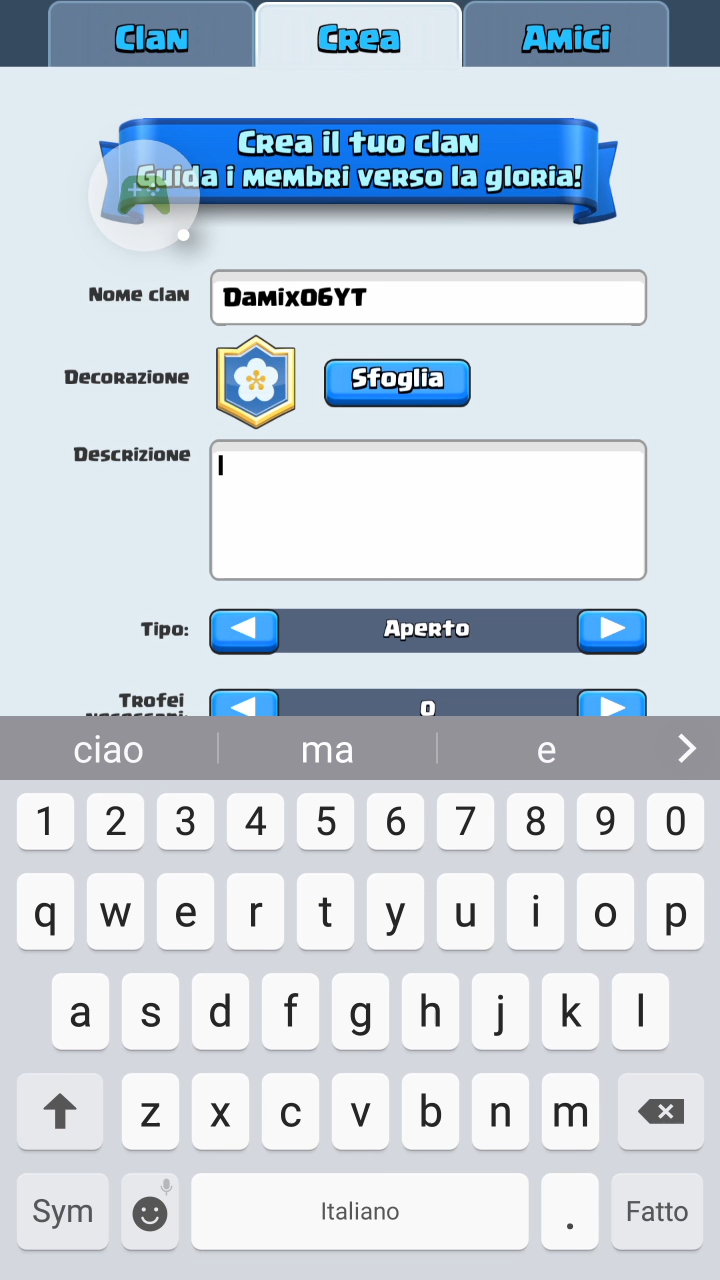 Clan
Crea
Amici
Crea il tuo clan
Guida i membri verso la gloria!
Nome clan
Damix06YT
Decorazione
Sfoglia
Descrizione
Tipo:
Aperto
Trofei
necessari:
0
ciao ma e
1 2 3 4 5 6 7 8 9 0
q w e r t y u i o p
a s d f g h j k l
z x c v b n m
Sym Italiano . Fatto